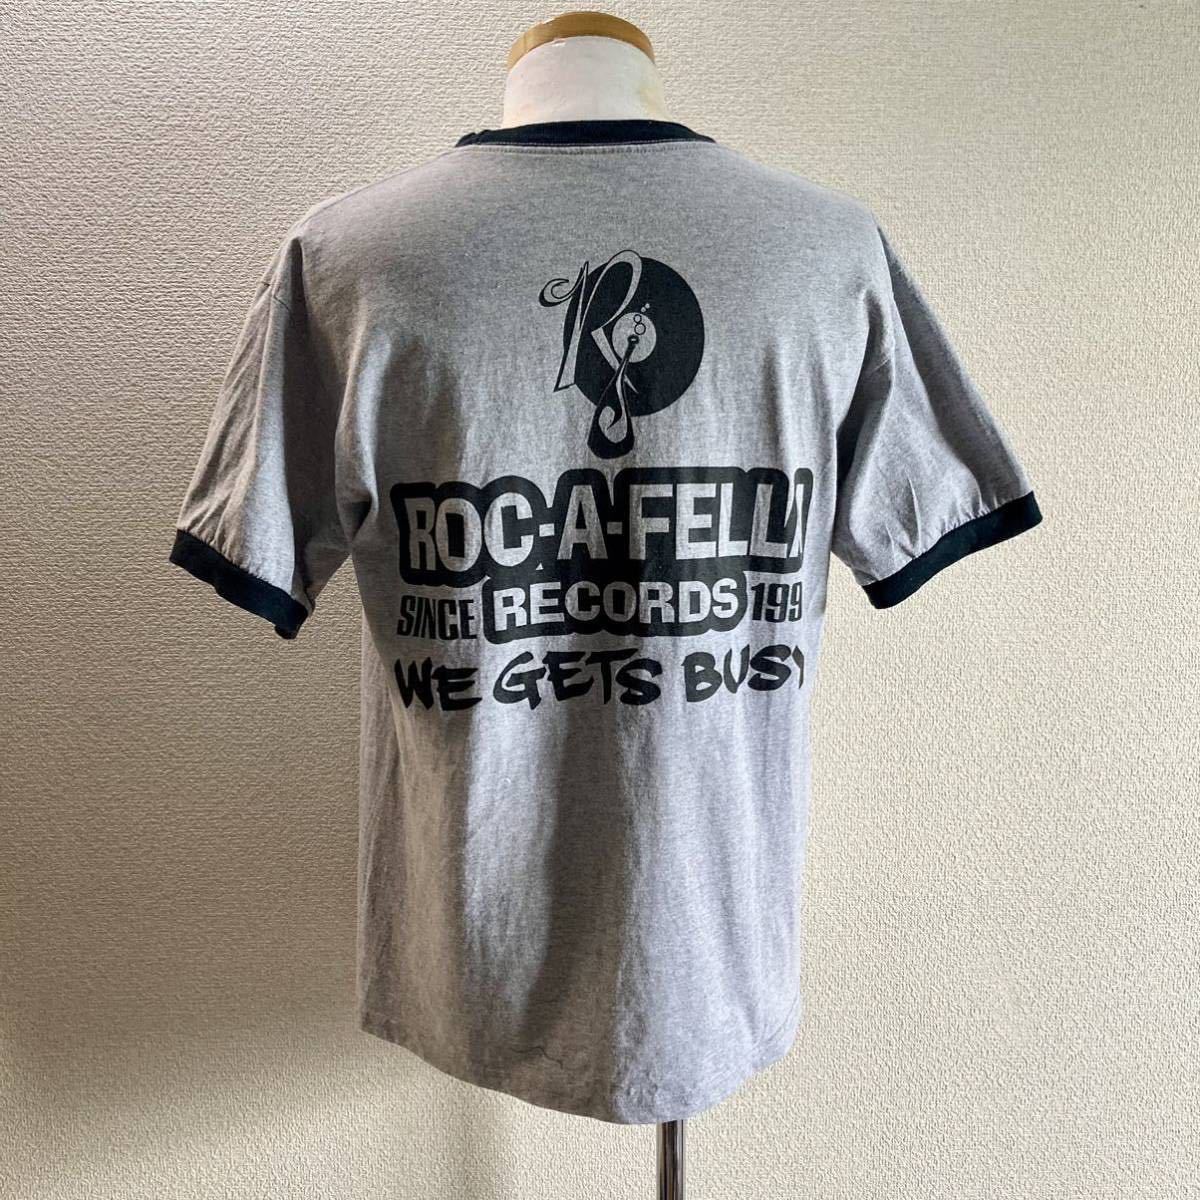 R
ROC-A-FELLA
SINCE RECORDS 199
WE GETS BUSY